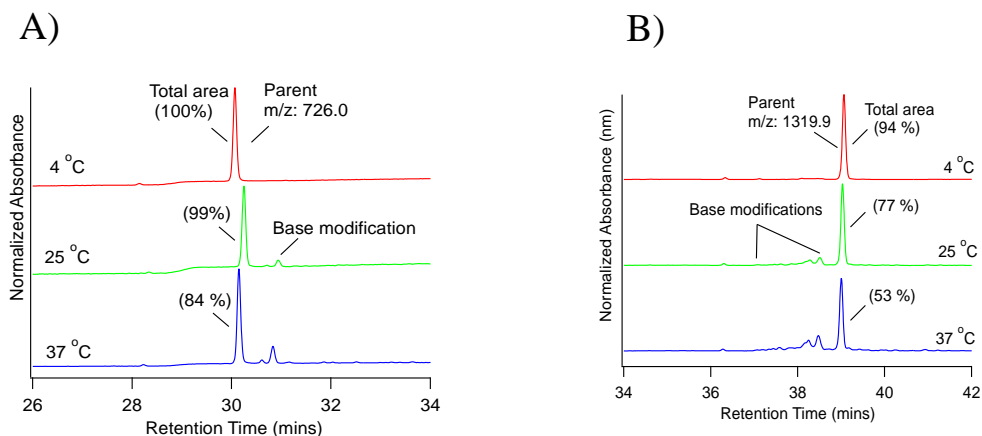 A)
Total area
(100%)
Parent
m/z: 726.0
4 °C
(99%)
Base modification
25 °C
(84 %)
37 °C
Normalized Absorbance
26 28 30 32 34
Retention Time (mins)
B)
Parent
m/z: 1319.9
Total area
(94 %)
4 °C
Base modifications
(77 %)
25 °C
(53 %)
37 °C
Normalized Absorbance (nm)
34 36 38 40 42
Retention Time (mins)